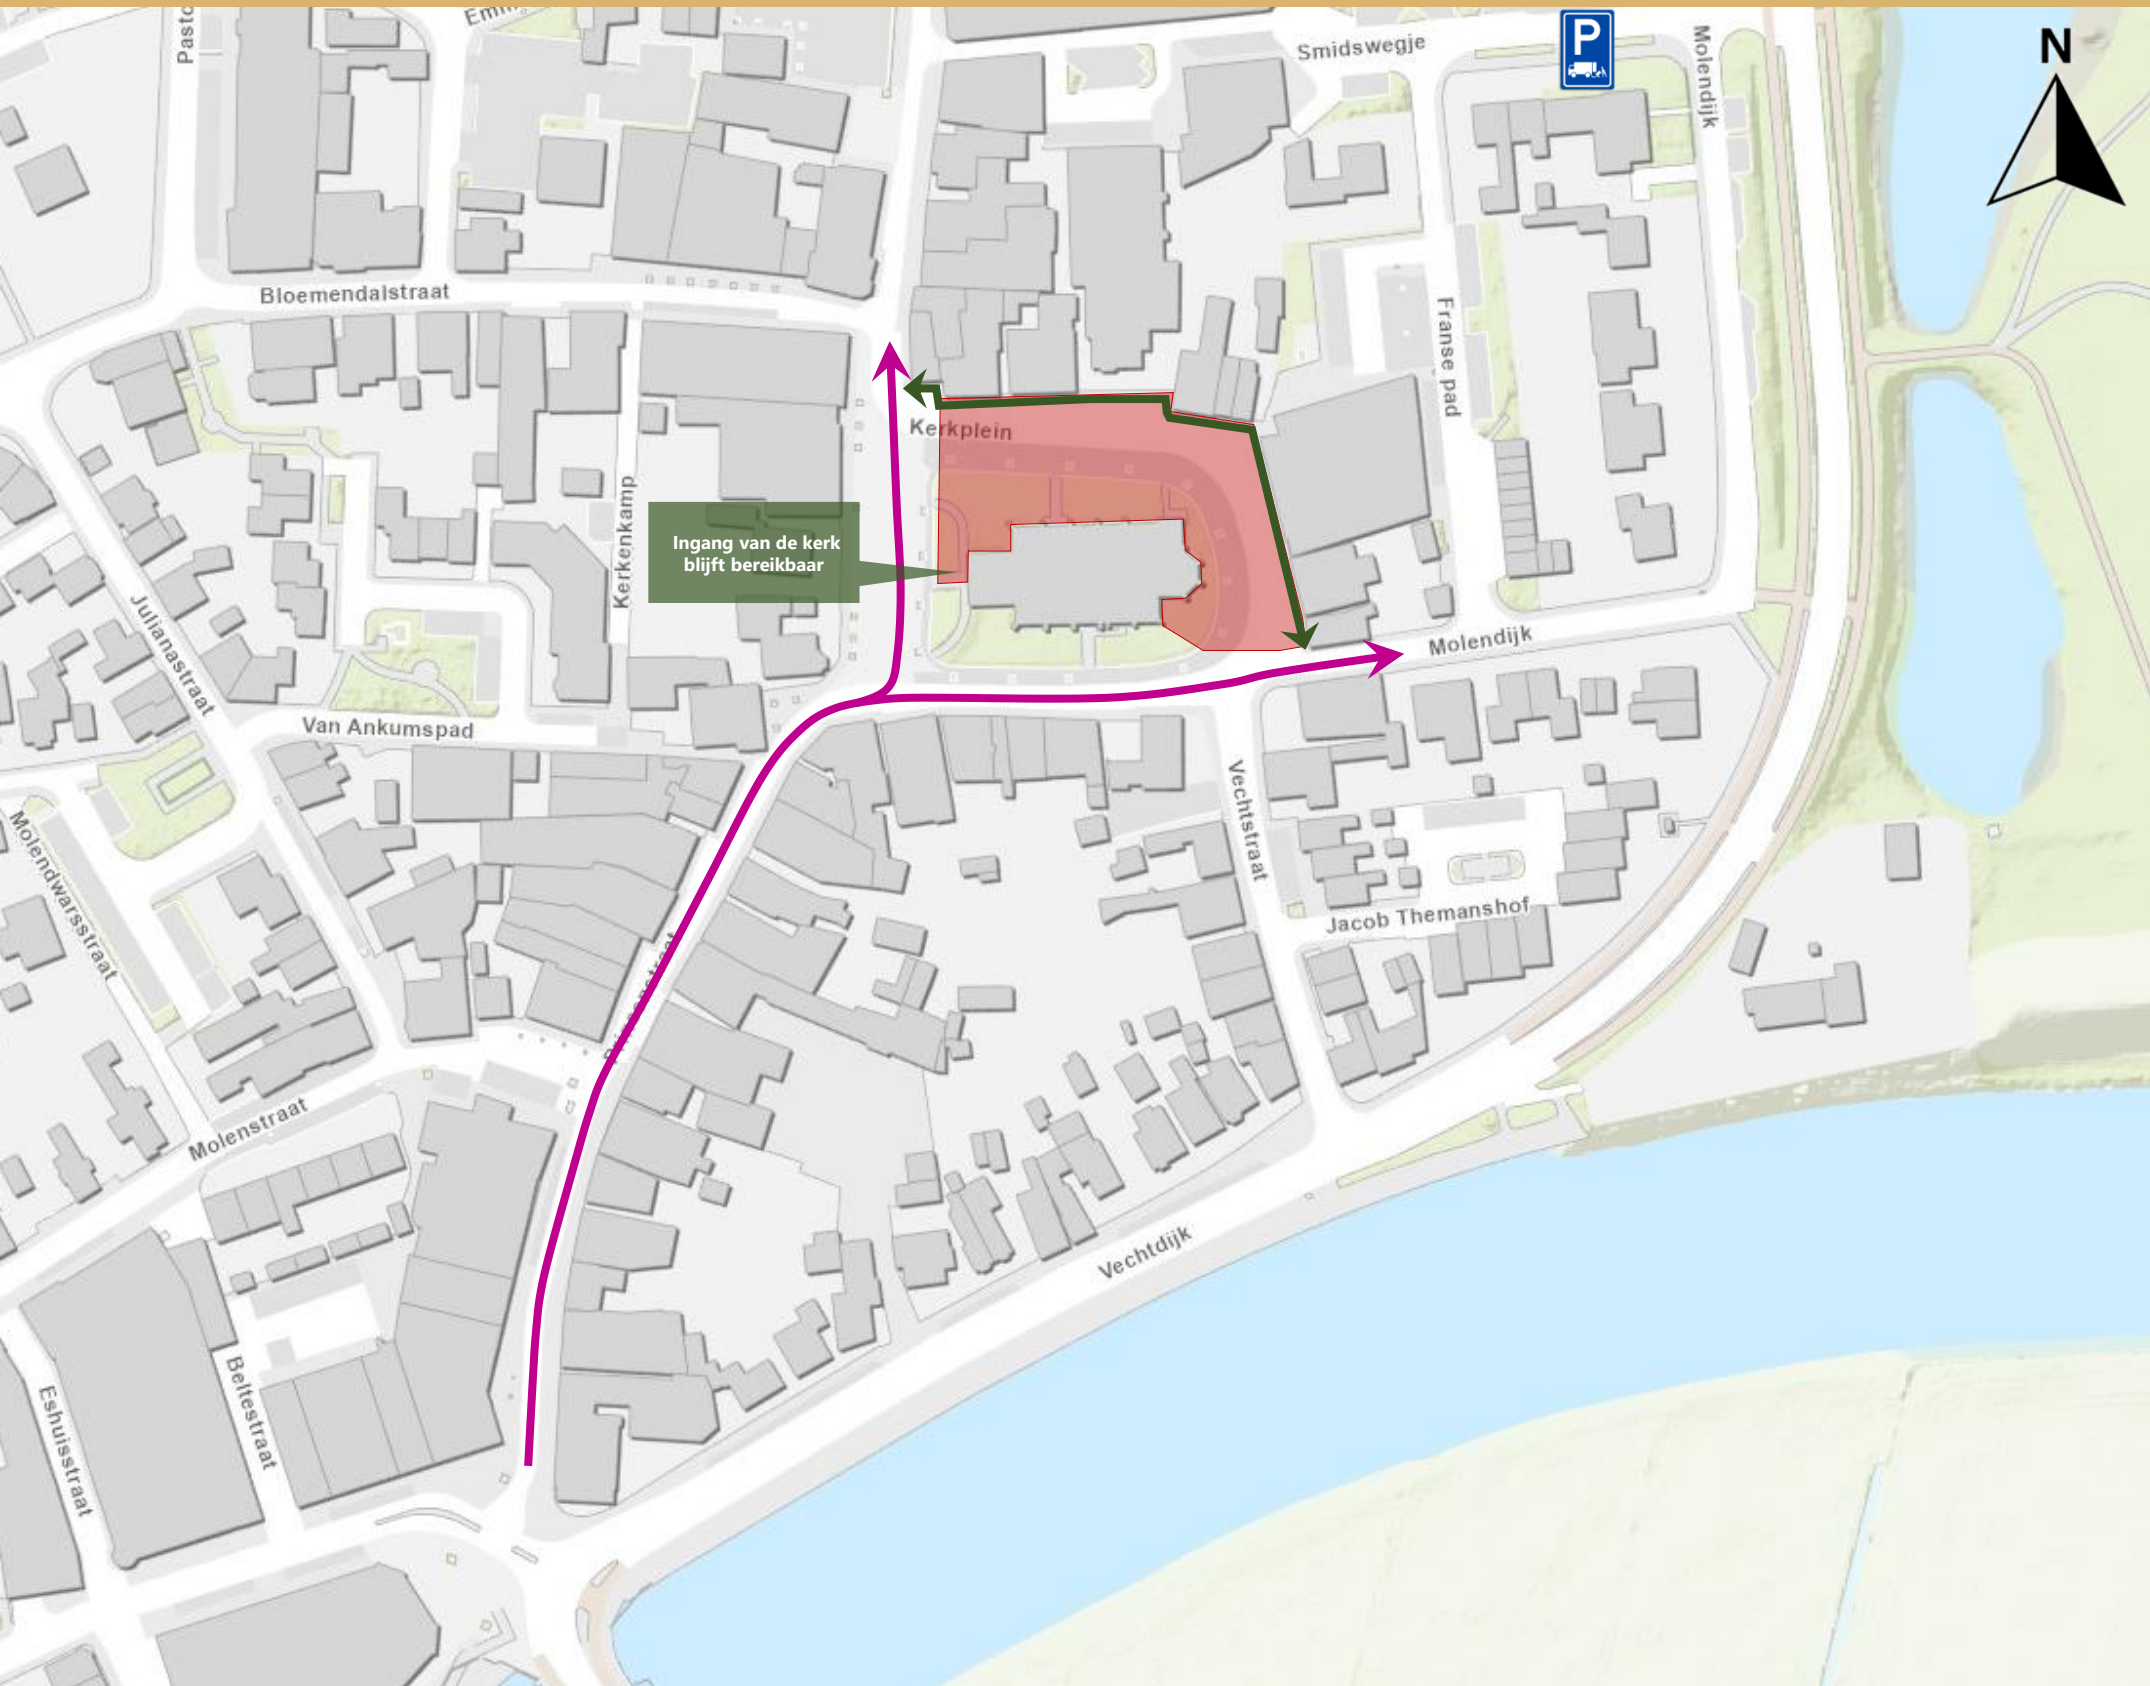 Pasto
Smidswegje
P
Molendijk
N
Bloemendalstraat
Franse pad
Kerkplein
Kerkenkamp
Ingang van de kerk
blijft bereikbaar
Julianastraat
Molendijk
Van Ankumspad
Vechtstraat
Molendwarsstraat
Jacob Themanshof
Molenstraat
Vechtdijk
Beltestraat
Eshuisstraat